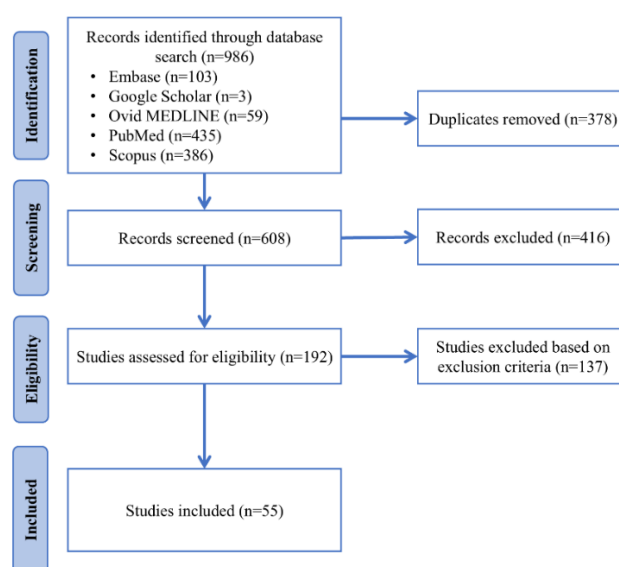 Identification
Records identified through database
search (n=986)
• Embase (n=103)
• Google Scholar (n=3)
• Ovid MEDLINE (n=59)
• PubMed (n=435)
• Scopus (n=386)
Duplicates removed (n=378)
Screening
Records screened (n=608)
Records excluded (n=416)
Eligibility
Studies assessed for eligibility (n=192)
Studies excluded based on
exclusion criteria (n=137)
Included
Studies included (n=55)